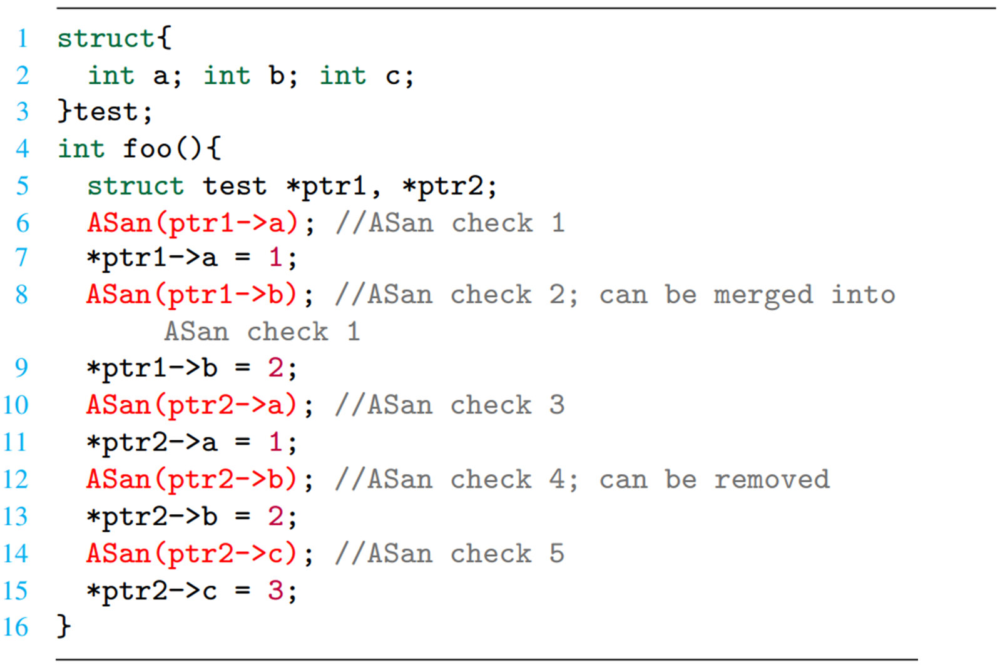 1 struct{
2 int a; int b; int c;
3 }test;
4 int foo(){
5 struct test *ptr1, *ptr2;
6 ASan(ptr1->a); //ASan check 1
7 *ptr1->a = 1;
8 ASan(ptr1->b); //ASan check 2; can be merged into
ASan check 1
9 *ptr1->b = 2;
10 ASan(ptr2->a); //ASan check 3
11 *ptr2->a = 1;
12 ASan(ptr2->b); //ASan check 4; can be removed
13 *ptr2->b = 2;
14 ASan(ptr2->c); //ASan check 5
15 *ptr2->c = 3;
16 }